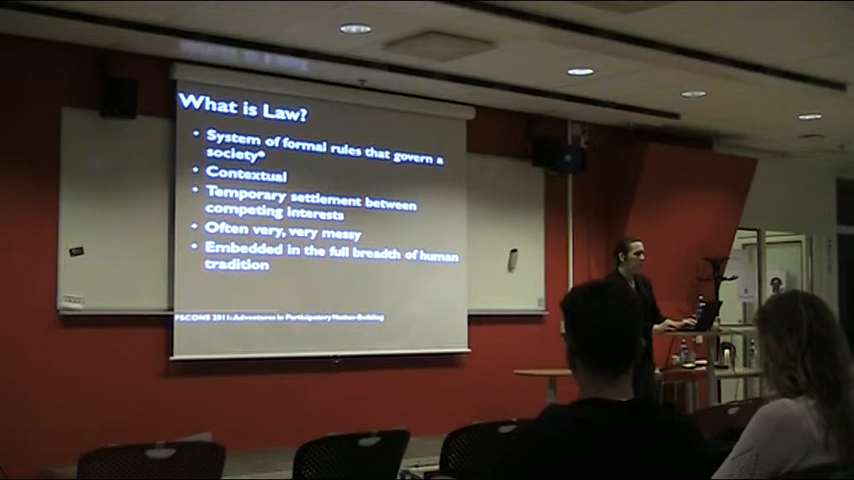 What is Law?
• System of formal rules that govern a
society*
• Contextual
• Temporary settlement between
competing interests
• Often very, very messy
• Embedded in the full breadth of human
tradition
FSCONS 2011: Adventures in Participatory Nation-Building